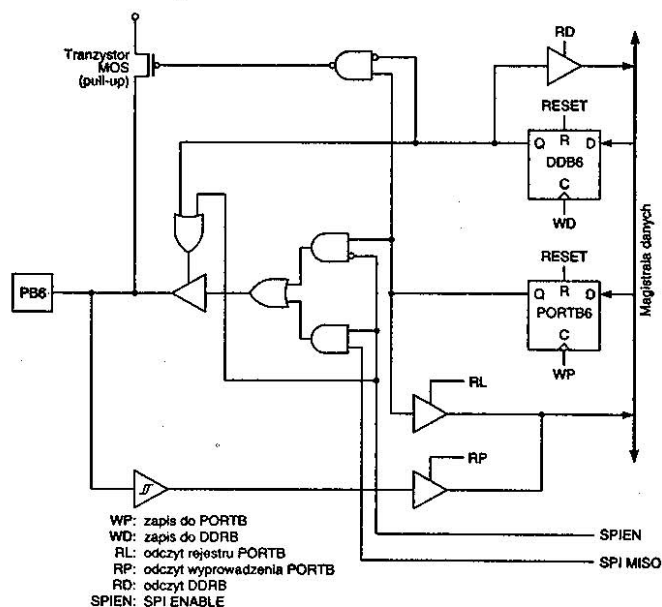 Tranzystor
MOS
(pull-up)
RD
RESET
Q R D
DDB6
C
WD
Magistrala danych
PB6
RESET
Q R D
PORTB6
C
WP
RL
RP
SPIEN
SPI MISO
WP: zapis do PORTB
WD: zapis do DDRB
RL: odczyt rejestru PORTB
RP: odczyt wyprowadzenia PORTB
RD: odczyt DDRB
SPIEN: SPI ENABLE